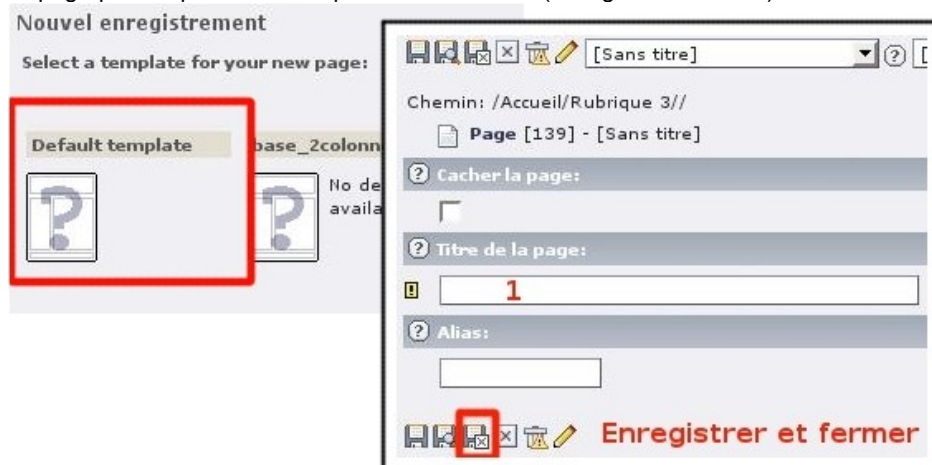 Nouvel enregistrement
Select a template for your new page:
Default template
base_2colonn
No de
availa
[Sans titre]
Chemin: /Accueil/Rubrique 3//
Page [139] - [Sans titre]
Cacher la page:
Titre de la page:
1
Alias:
Enregistrer et fermer